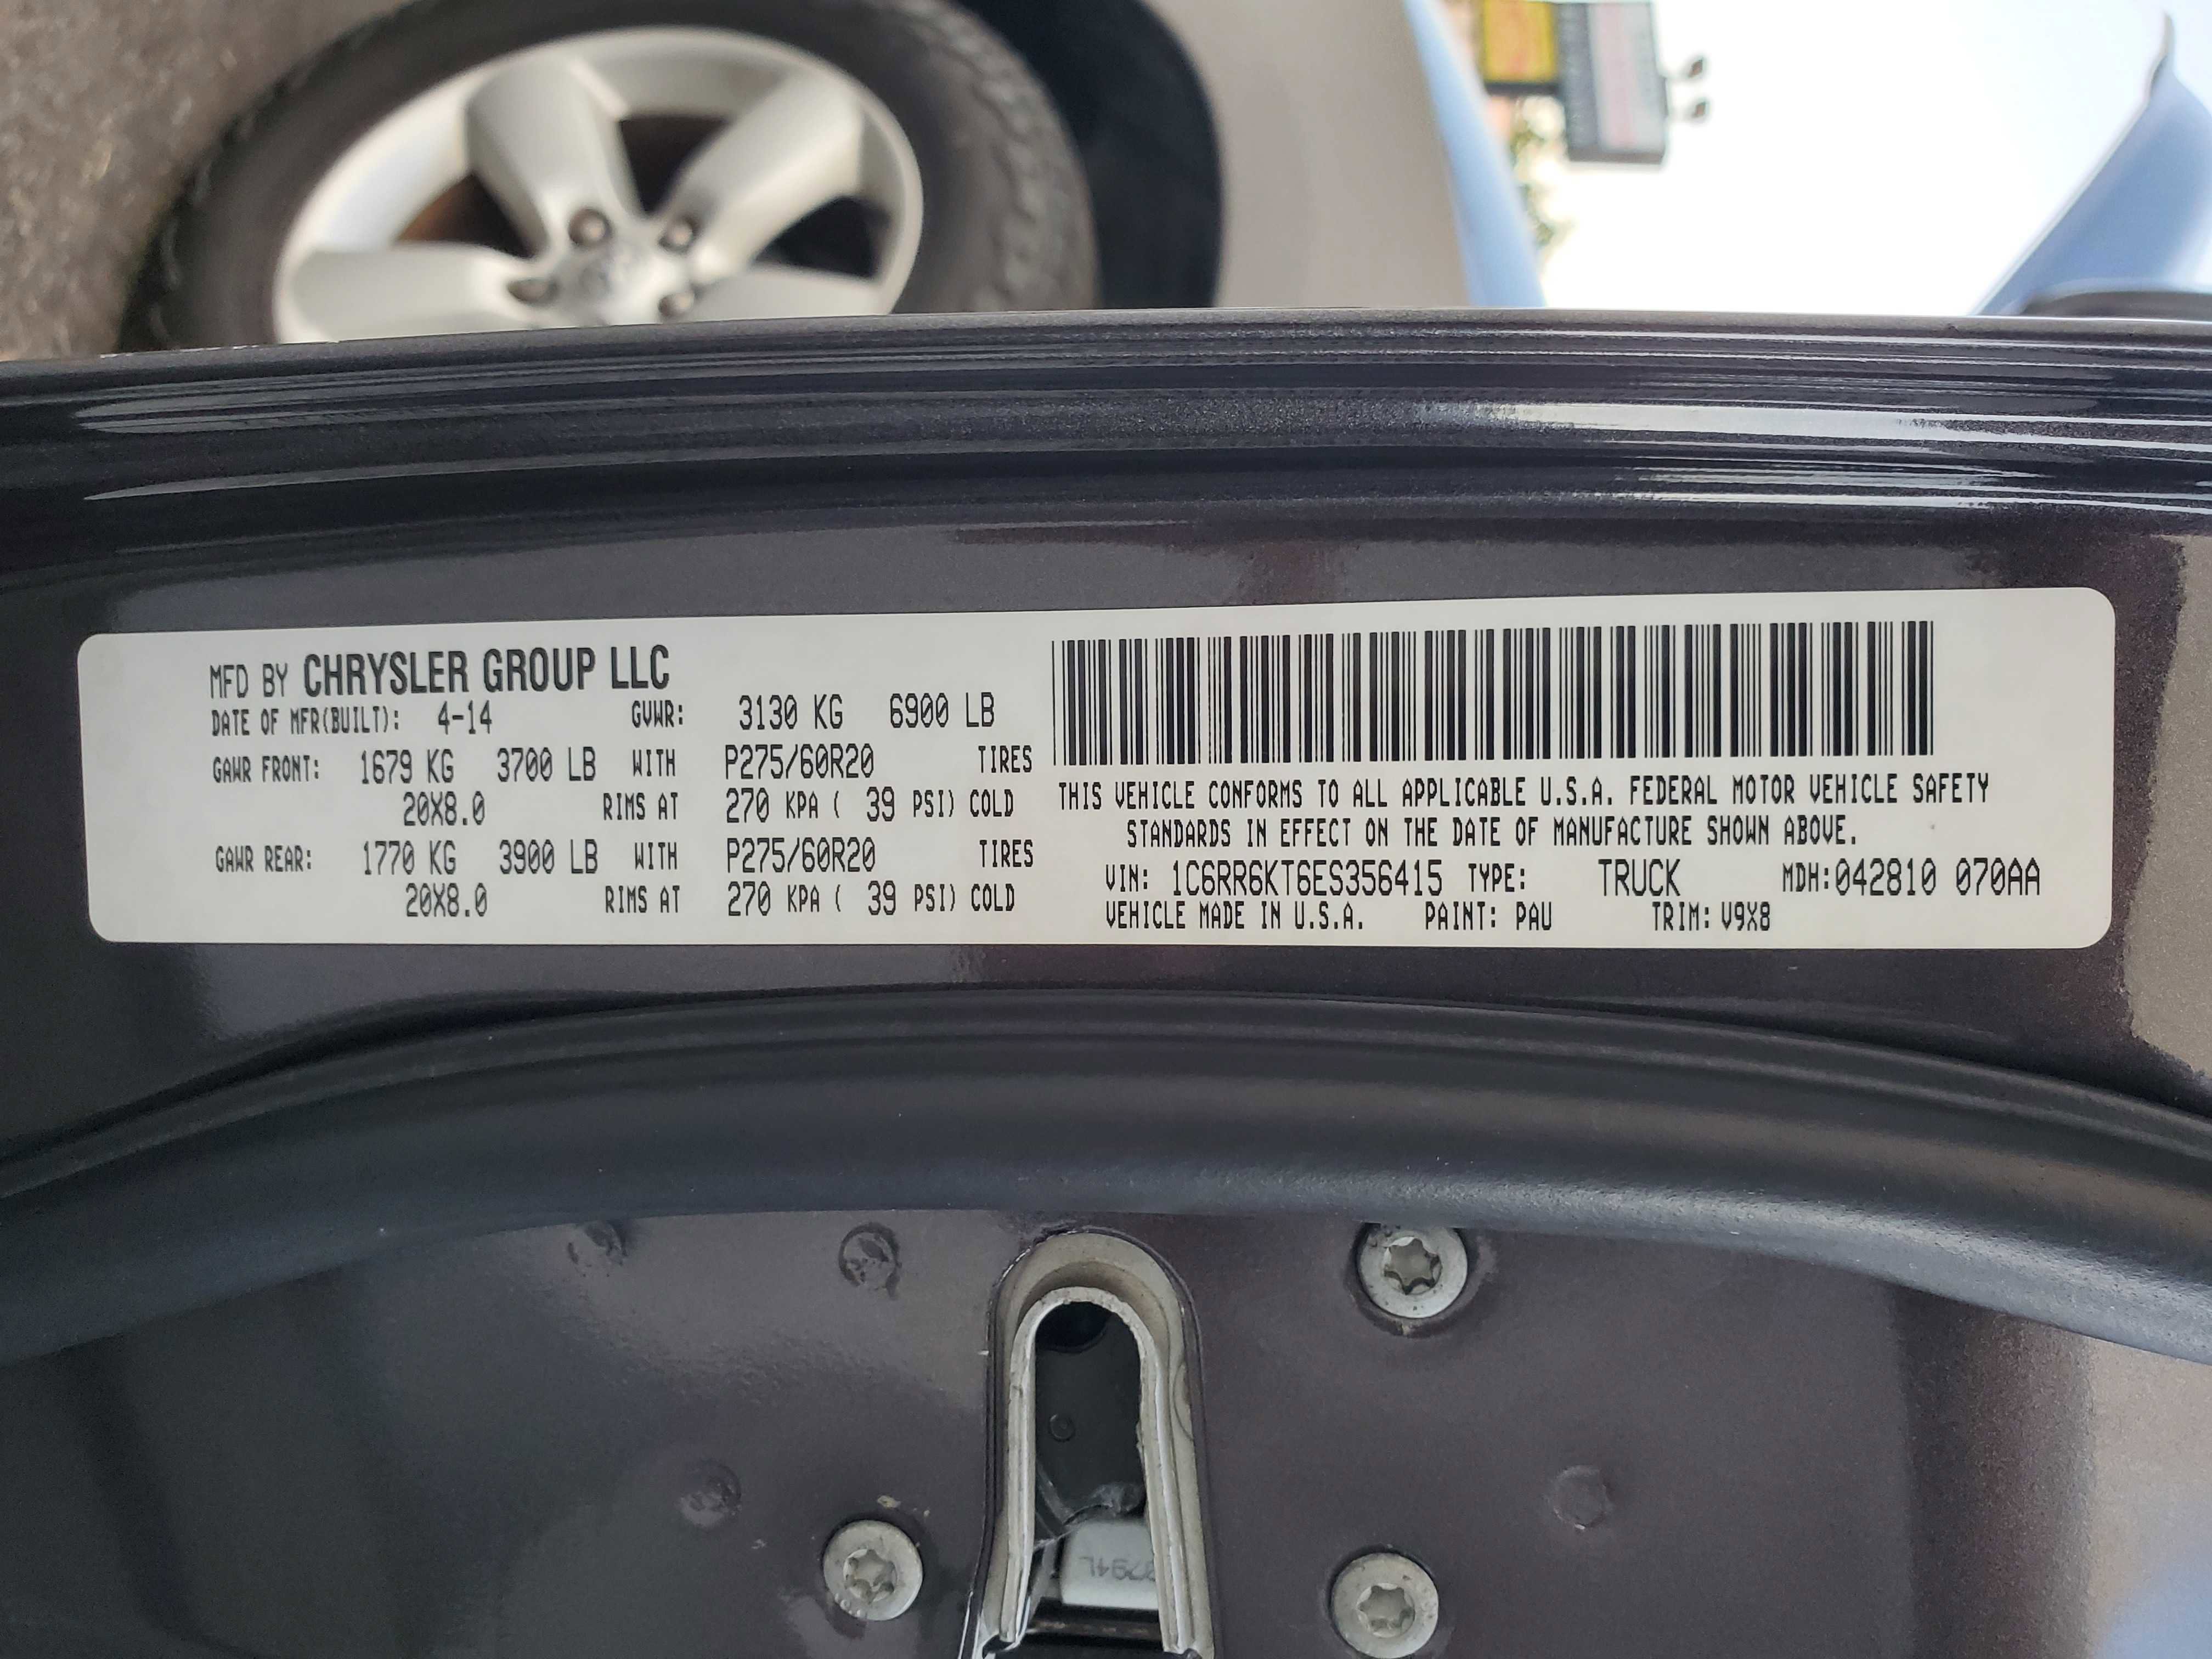 MFD BY CHRYSLER GROUP LLC
DATE OF MFR(BUILT): 4-14 GVWR: 3130 KG 6900 LB
GAWR FRONT: 1679 KG 3700 LB WITH P275/60R20 TIRES
20X8.0 RIMS AT 270 KPA ( 39 PSI) COLD
GAWR REAR: 1770 KG 3900 LB WITH P275/60R20 TIRES
20X8.0 RIMS AT 270 KPA ( 39 PSI) COLD
THIS VEHICLE CONFORMS TO ALL APPLICABLE U.S.A. FEDERAL MOTOR VEHICLE SAFETY
STANDARDS IN EFFECT ON THE DATE OF MANUFACTURE SHOWN ABOVE.
VIN: 1C6RR6KT6ES356415 TYPE: TRUCK MDH:042810 070AA
VEHICLE MADE IN U.S.A. PAINT: PAU TRIM: V9X8